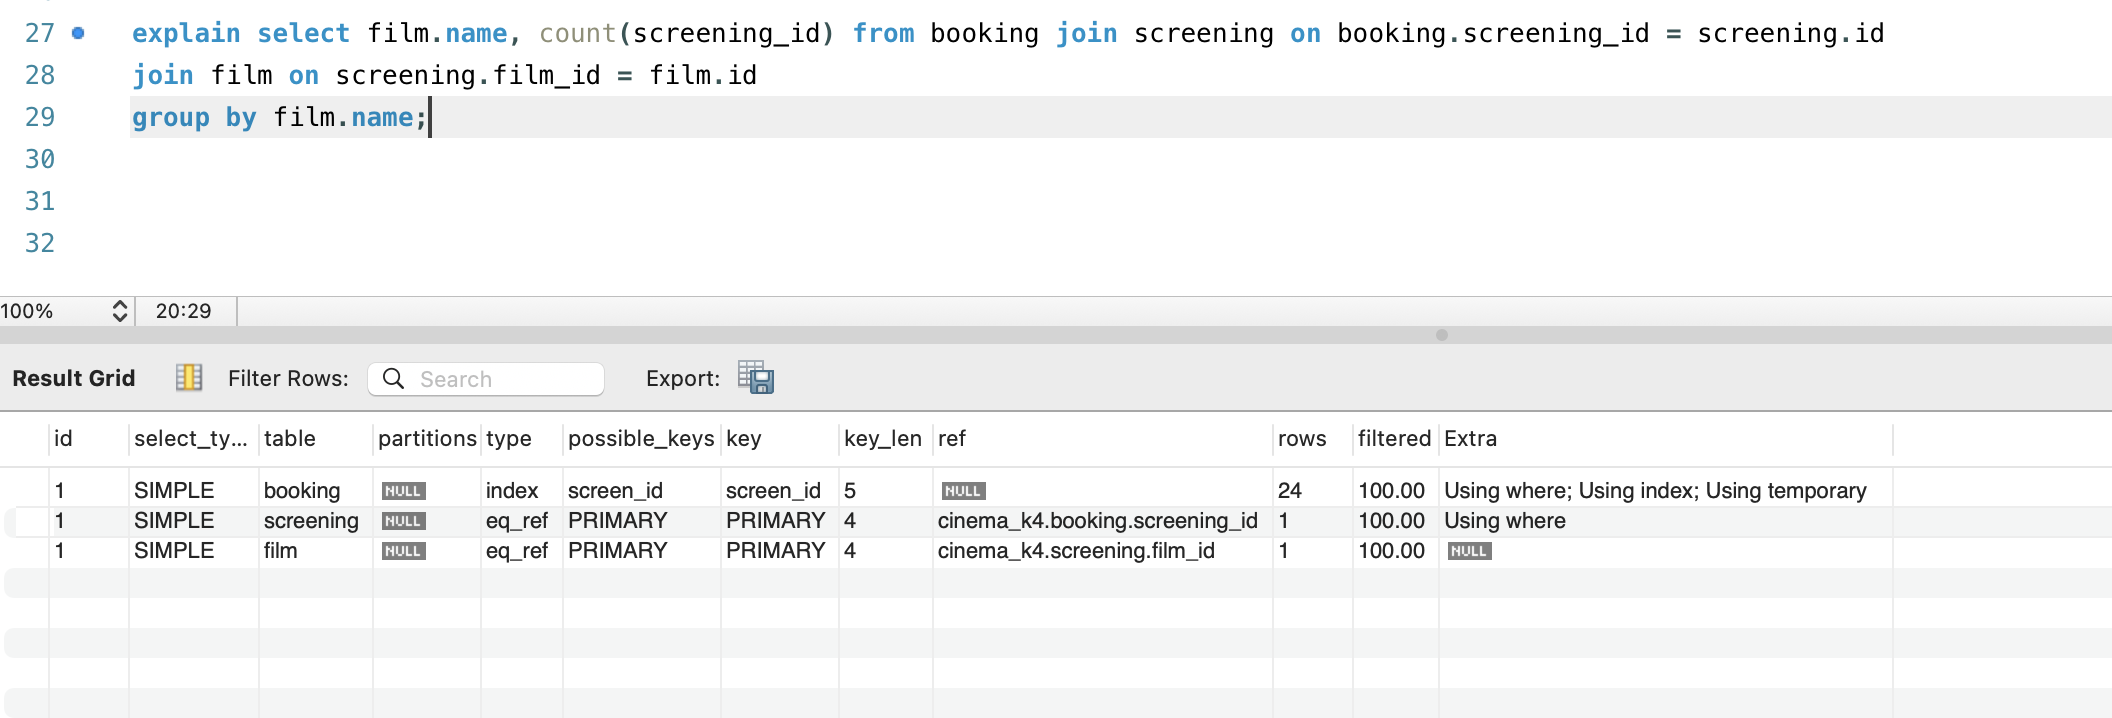 27 explain select film.name, count(screening_id) from booking join screening on booking.screening_id = screening.id
28 join film on screening.film_id = film.id
29 group by film.name;
30
31
32
100% 20:29
Result Grid Filter Rows: Search Export:
id select_ty... table partitions type possible_keys key key_len ref rows filtered Extra
1 SIMPLE booking NULL index screen_id screen_id 5 NULL 24 100.00 Using where; Using index; Using temporary
1 SIMPLE screening NULL eq_ref PRIMARY PRIMARY 4 cinema_k4.booking.screening_id 1 100.00 Using where
1 SIMPLE film NULL eq_ref PRIMARY PRIMARY 4 cinema_k4.screening.film_id 1 100.00 NULL